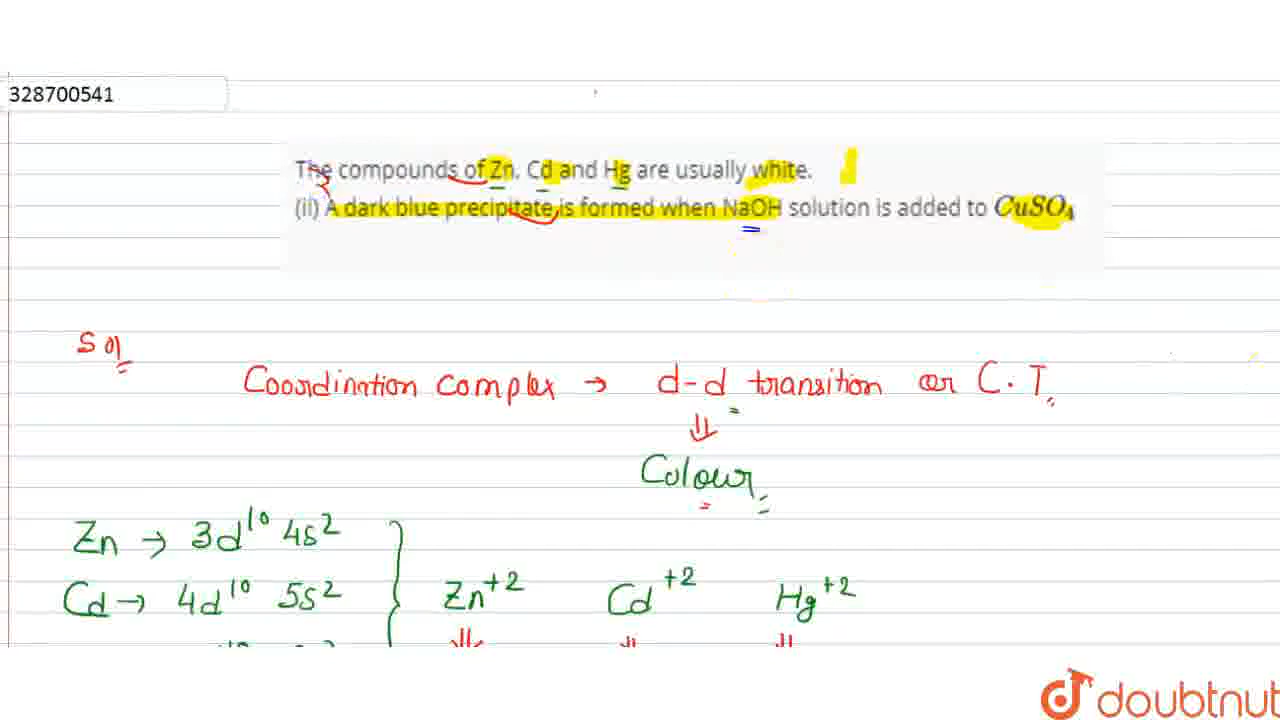 328700541
The compounds of Zn, Cd and Hg are usually white.
(ii) A dark blue precipitate is formed when NaOH solution is added to CuSO₄
Sol
Coordination complex → d-d transition or C.T.
⇓
Colour
Zn → 3d¹⁰ 4s²
Cd → 4d¹⁰ 5s²
Zn⁺² Cd⁺² Hg⁺²
doubtnut